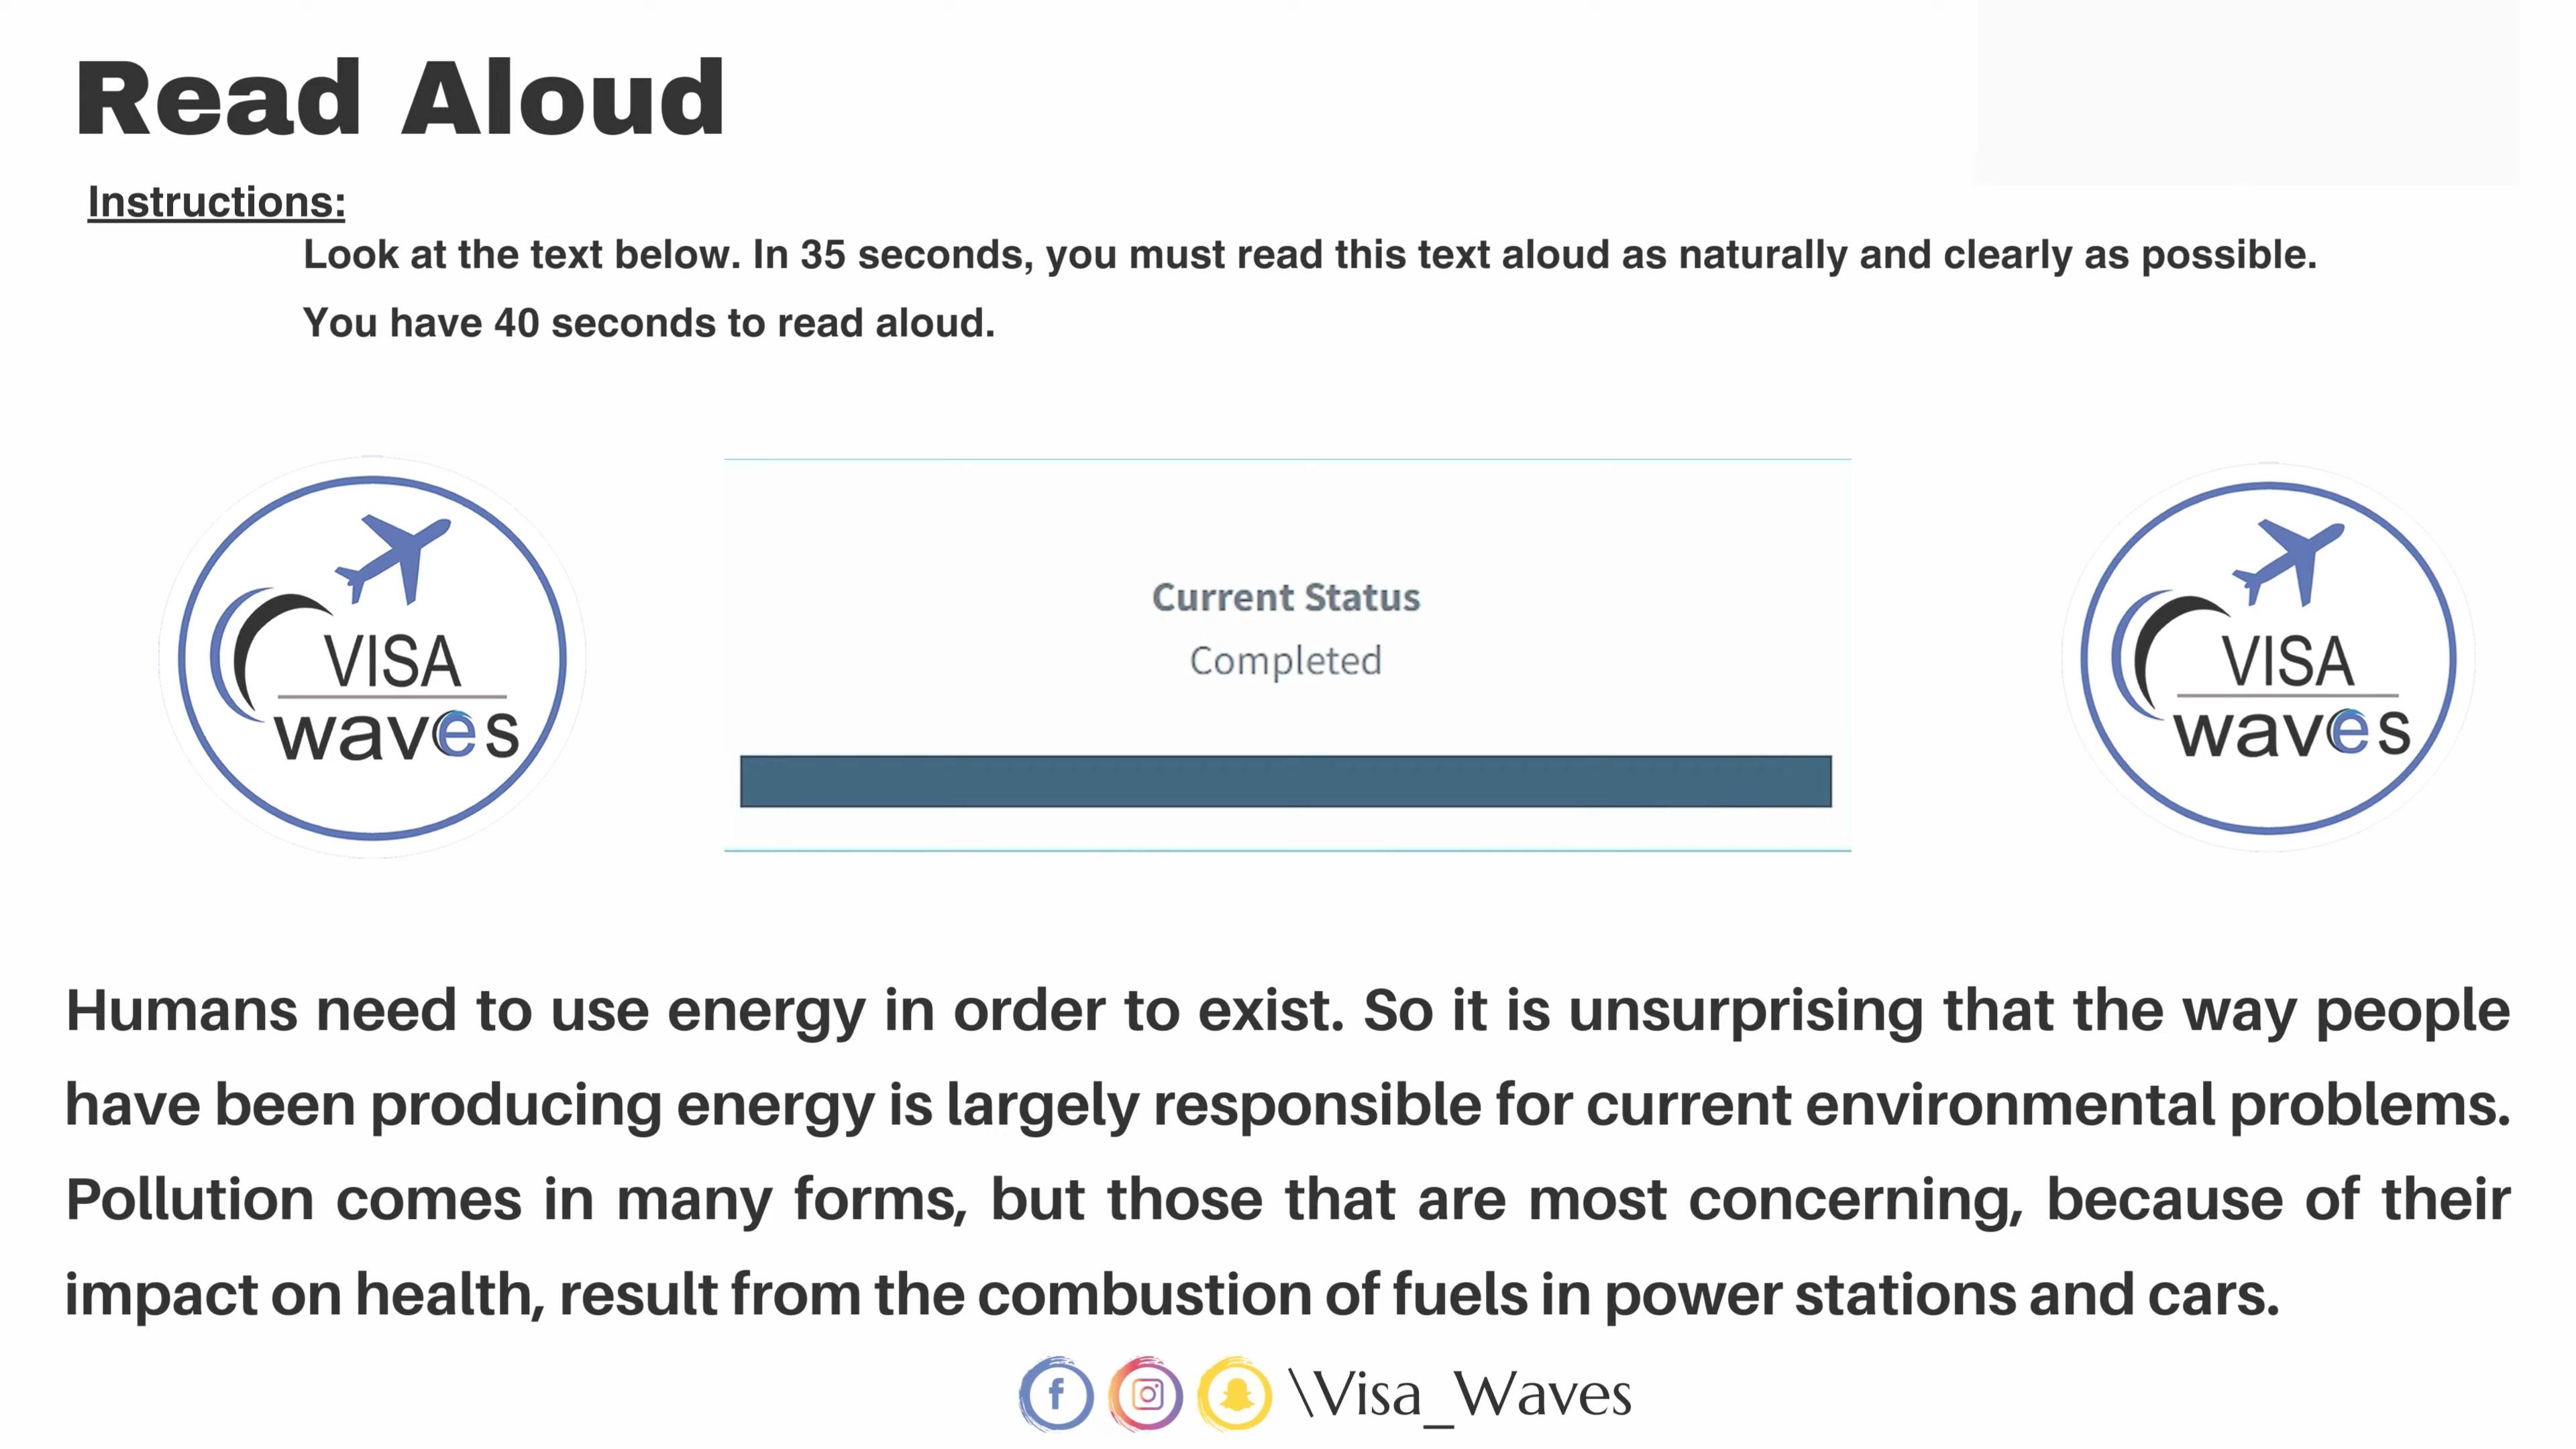 Read Aloud
Instructions:
Look at the text below. In 35 seconds, you must read this text aloud as naturally and clearly as possible.
You have 40 seconds to read aloud.
VISA
waves
Current Status
Completed
VISA
waves
Humans need to use energy in order to exist. So it is unsurprising that the way people
have been producing energy is largely responsible for current environmental problems.
Pollution comes in many forms, but those that are most concerning, because of their
impact on health, result from the combustion of fuels in power stations and cars.
\Visa_Waves